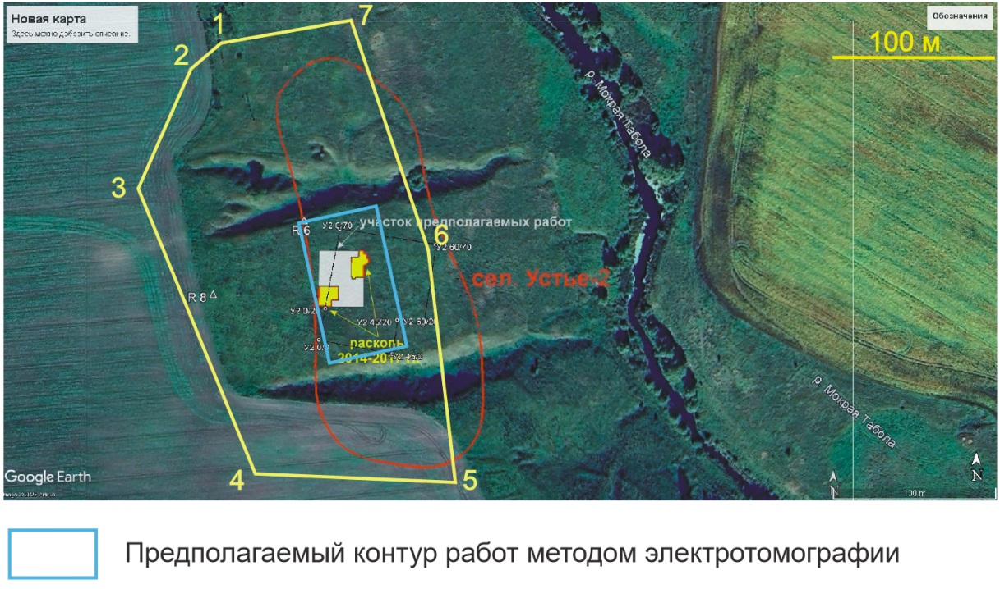 Новая карта
Здесь можно добавить описание.
Обозначения
100 м
1
7
2
3
р. Мокрая Табола
R 6
У2 0/70
участок предполагаемых работ
6
У2 60/70
сел. Устье-2
R 8
У2 0/20
У2 45/20
У2 60/20
У2 0/0
раскопы
У2 45/0
р. Мокрая Табола
4
5
Google Earth
N
N
100 m
Предполагаемый контур работ методом электротомографии